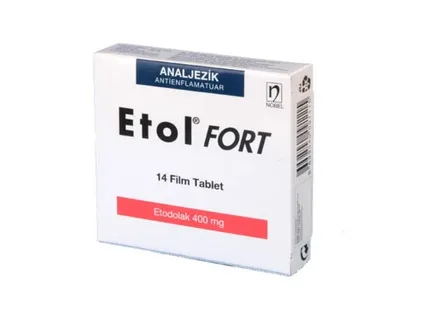 ANALJEZİK
ANTİENFLAMATUAR
NOBEL
Etol® FORT
14 Film Tablet
Etodolak 400 mg